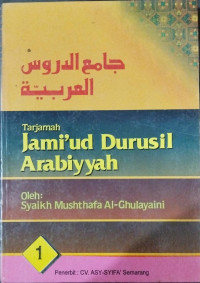 جامع الدروس
العربية
Tarjamah
Jami'ud Durusil
Arabiyyah
Oleh:
Syaikh Mushthafa Al-Ghulayaini
1
Penerbit : CV. ASY-SYIFA' Semarang